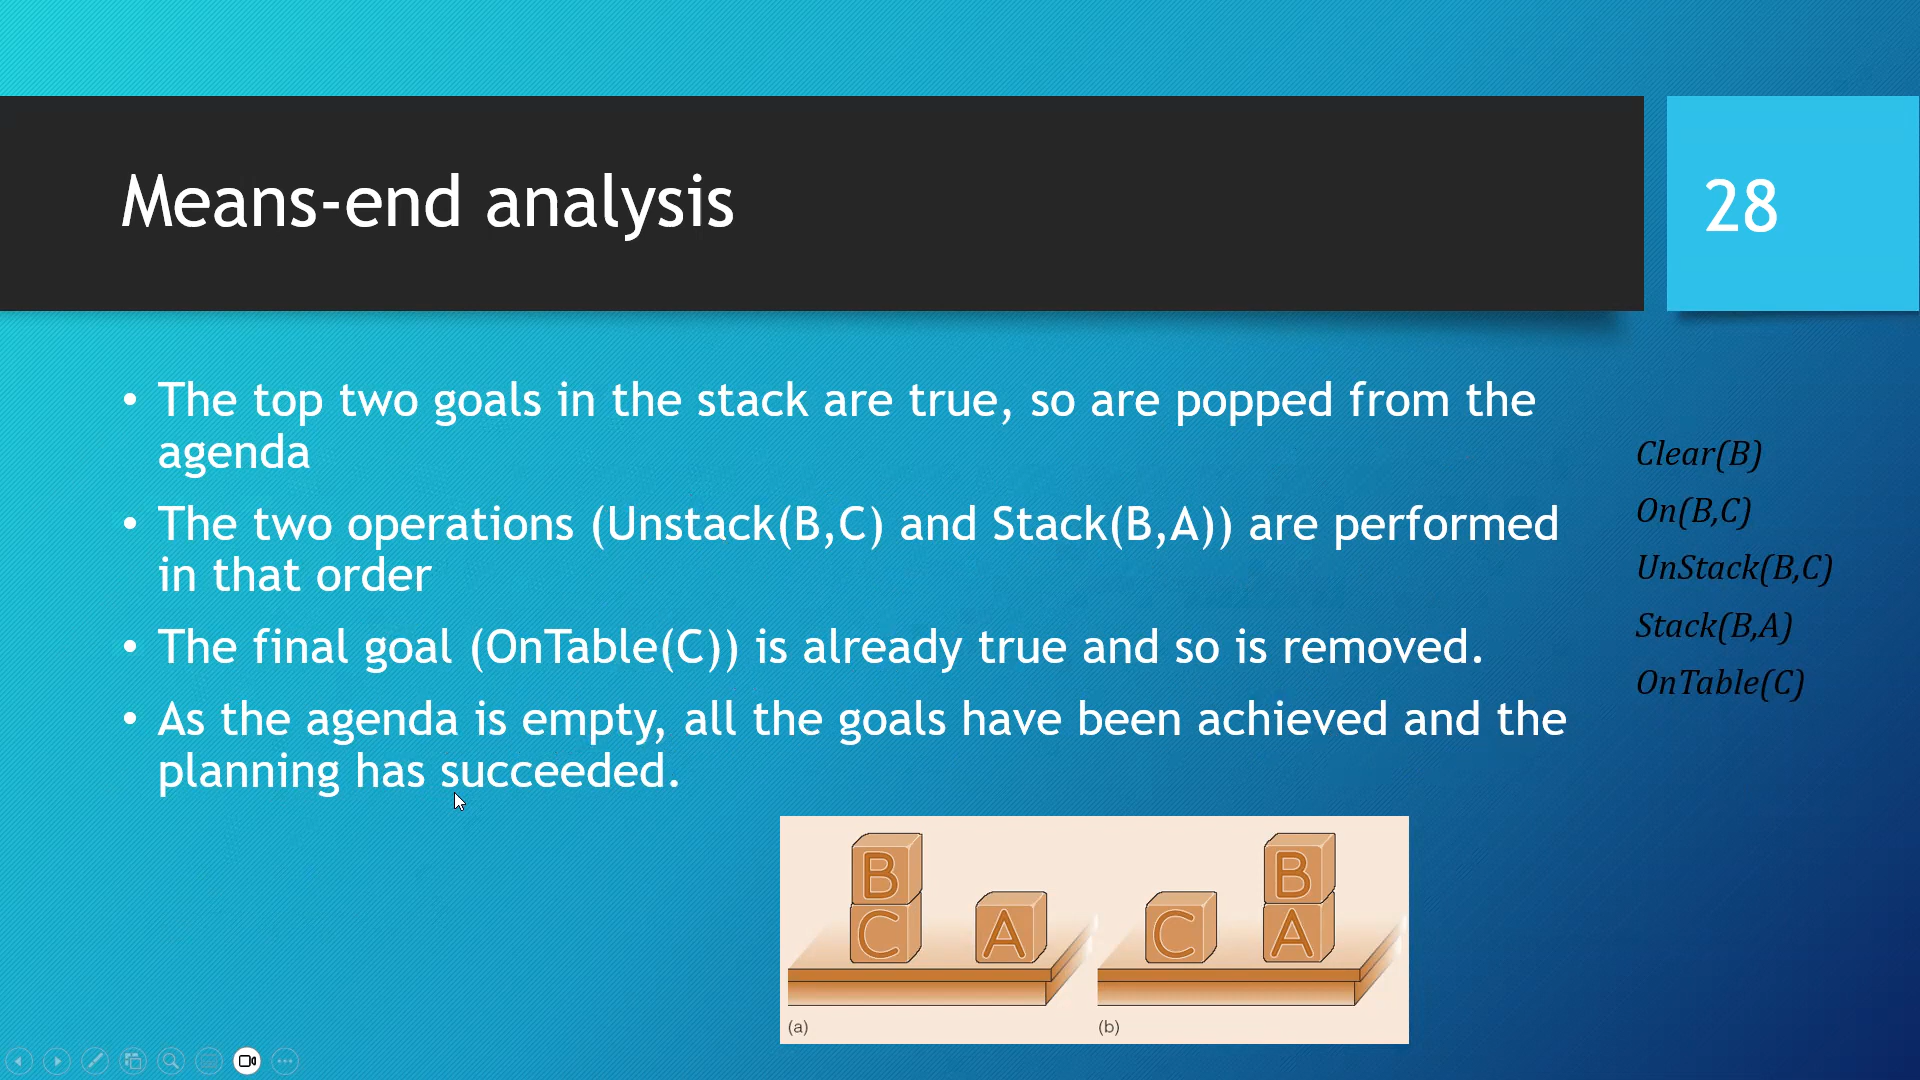 Means-end analysis
28
• The top two goals in the stack are true, so are popped from the
agenda
• The two operations (Unstack(B,C) and Stack(B,A)) are performed
in that order
• The final goal (OnTable(C)) is already true and so is removed.
• As the agenda is empty, all the goals have been achieved and the
planning has succeeded.
Clear(B)
On(B,C)
UnStack(B,C)
Stack(B,A)
OnTable(C)
B
C
A
(a)
C
B
A
(b)